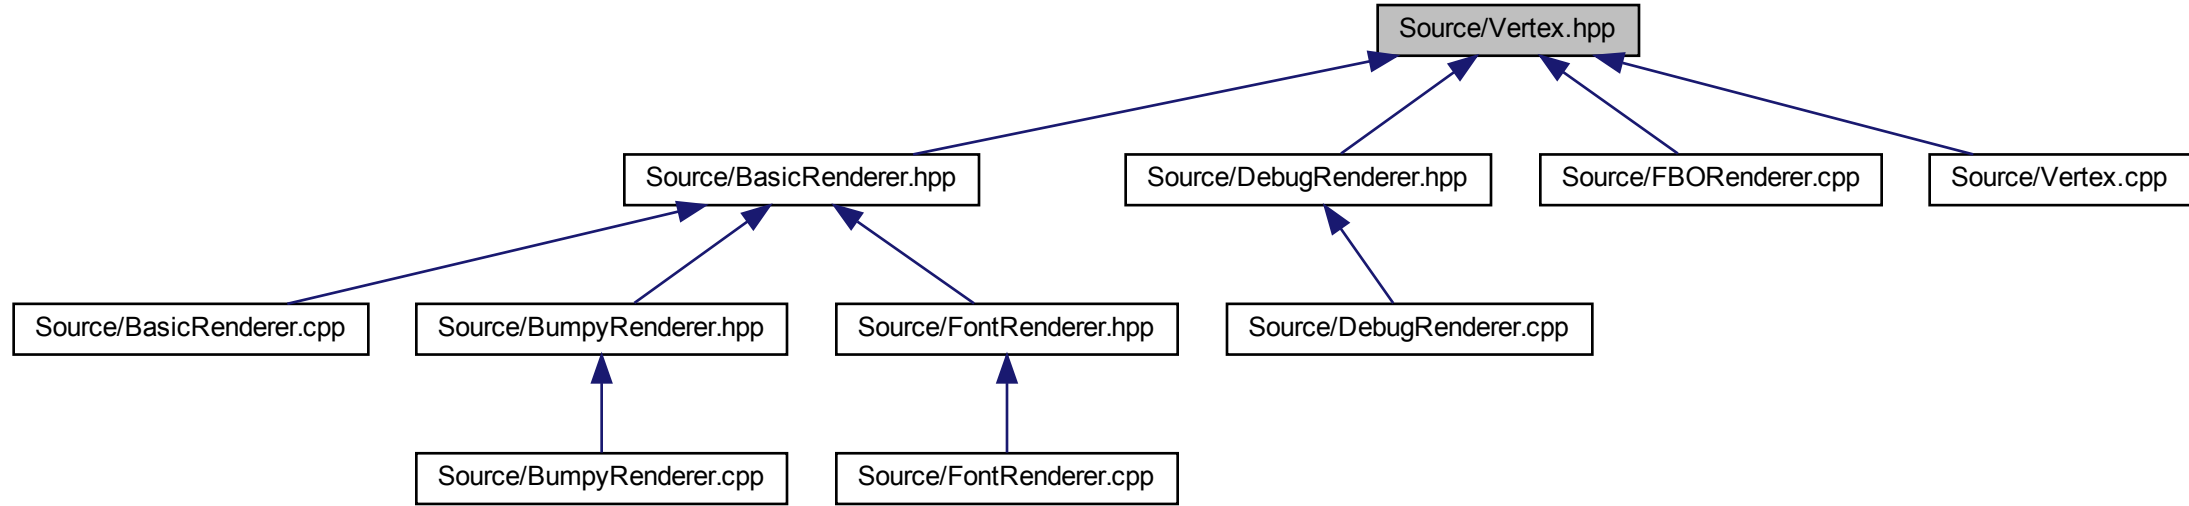 Source/Vertex.hpp
Source/BasicRenderer.hpp
Source/DebugRenderer.hpp
Source/FBORenderer.cpp
Source/Vertex.cpp
Source/BasicRenderer.cpp
Source/BumpyRenderer.hpp
Source/FontRenderer.hpp
Source/DebugRenderer.cpp
Source/BumpyRenderer.cpp
Source/FontRenderer.cpp